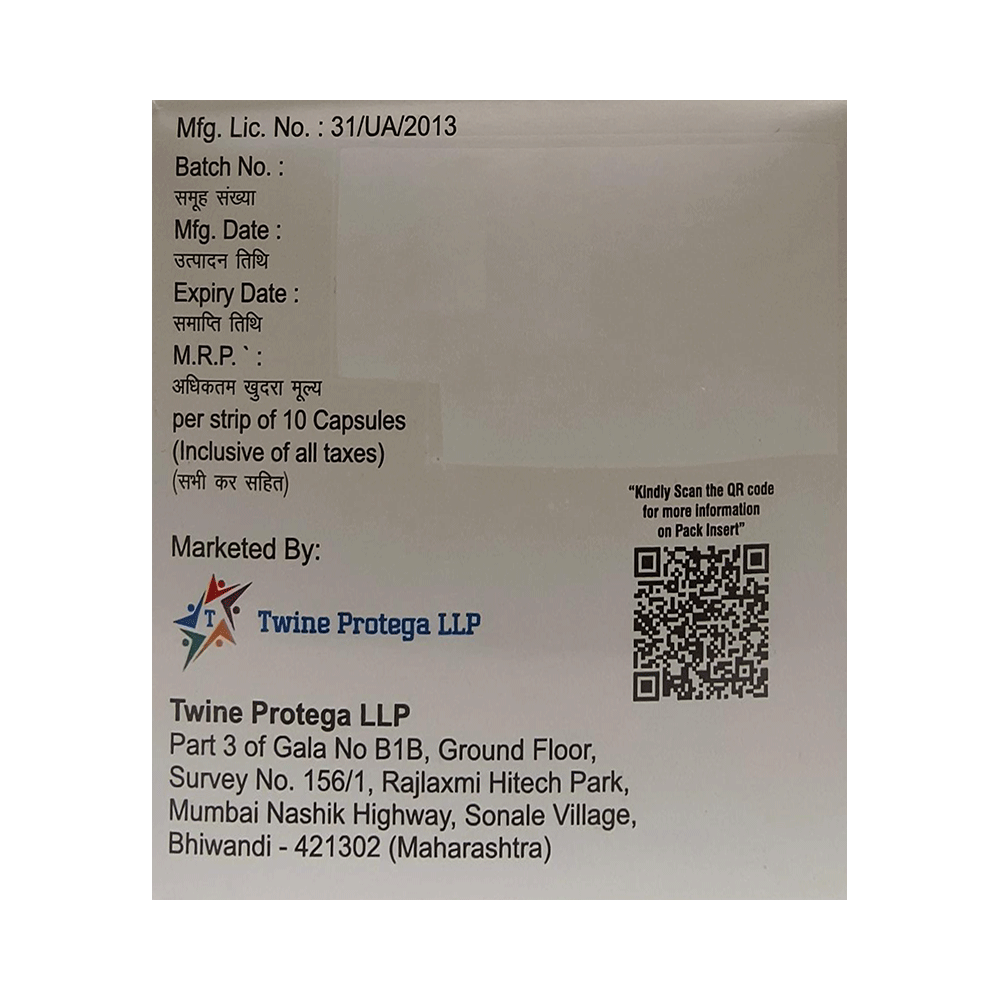 Mfg. Lic. No. : 31/UA/2013
Batch No. :
समूह संख्या
Mfg. Date :
उत्पादन तिथि
Expiry Date :
समाप्ति तिथि
M.R.P. ` :
अधिकतम खुदरा मूल्य
per strip of 10 Capsules
(Inclusive of all taxes)
(सभी कर सहित)
“Kindly Scan the QR code
for more information
on Pack Insert”
Marketed By:
T
Twine Protega LLP
Twine Protega LLP
Part 3 of Gala No B1B, Ground Floor,
Survey No. 156/1, Rajlaxmi Hitech Park,
Mumbai Nashik Highway, Sonale Village,
Bhiwandi - 421302 (Maharashtra)